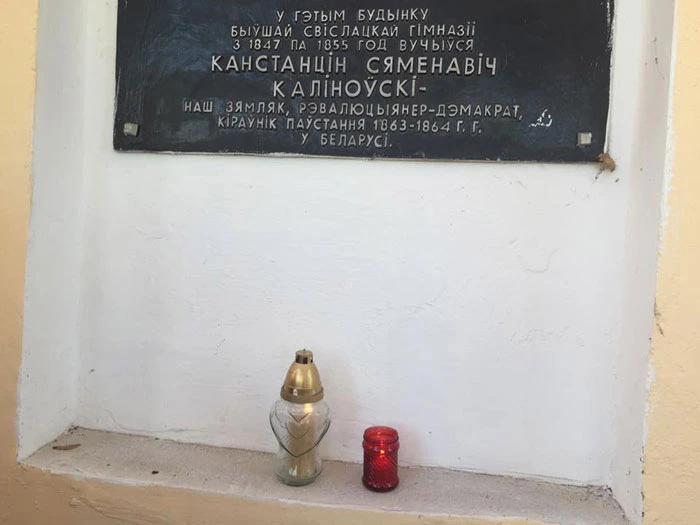 У ГЭТЫМ БУДЫНКУ
БЫЎШАЙ СВІСЛАЦКАЙ ГІМНАЗІІ
З 1847 ПА 1855 ГОД ВУЧЫЎСЯ
КАНСТАНЦІН СЯМЕНАВІЧ
КАЛІНОЎСКІ-
НАШ ЗЯМЛЯК, РЭВАЛЮЦЫЯНЕР-ДЭМАКРАТ,
КІРАЎНІК ПАЎСТАННЯ 1863-1864 Г. Г.
У БЕЛАРУСІ.